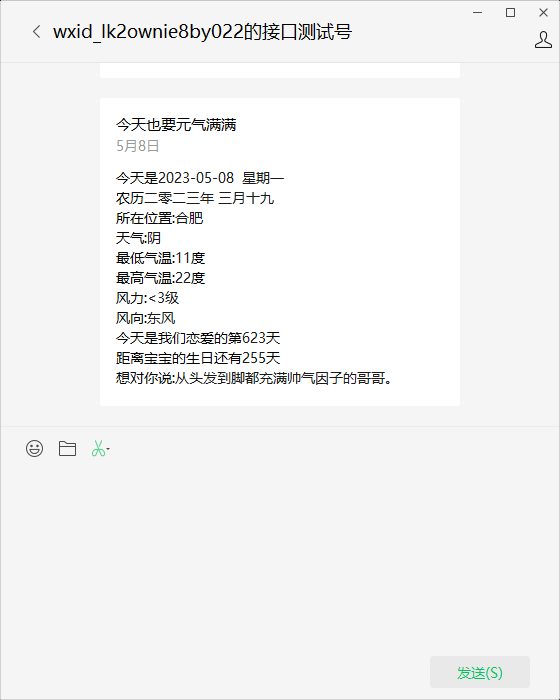 wxid_lk2ownie8by022的接口测试号
今天也要元气满满
5月8日
今天是2023-05-08  星期一
农历二零二三年 三月十九
所在位置:合肥
天气:阴
最低气温:11度
最高气温:22度
风力:<3级
风向:东风
今天是我们恋爱的第623天
距离宝宝的生日还有255天
想对你说:从头发到脚都充满帅气因子的哥哥。
发送(S)